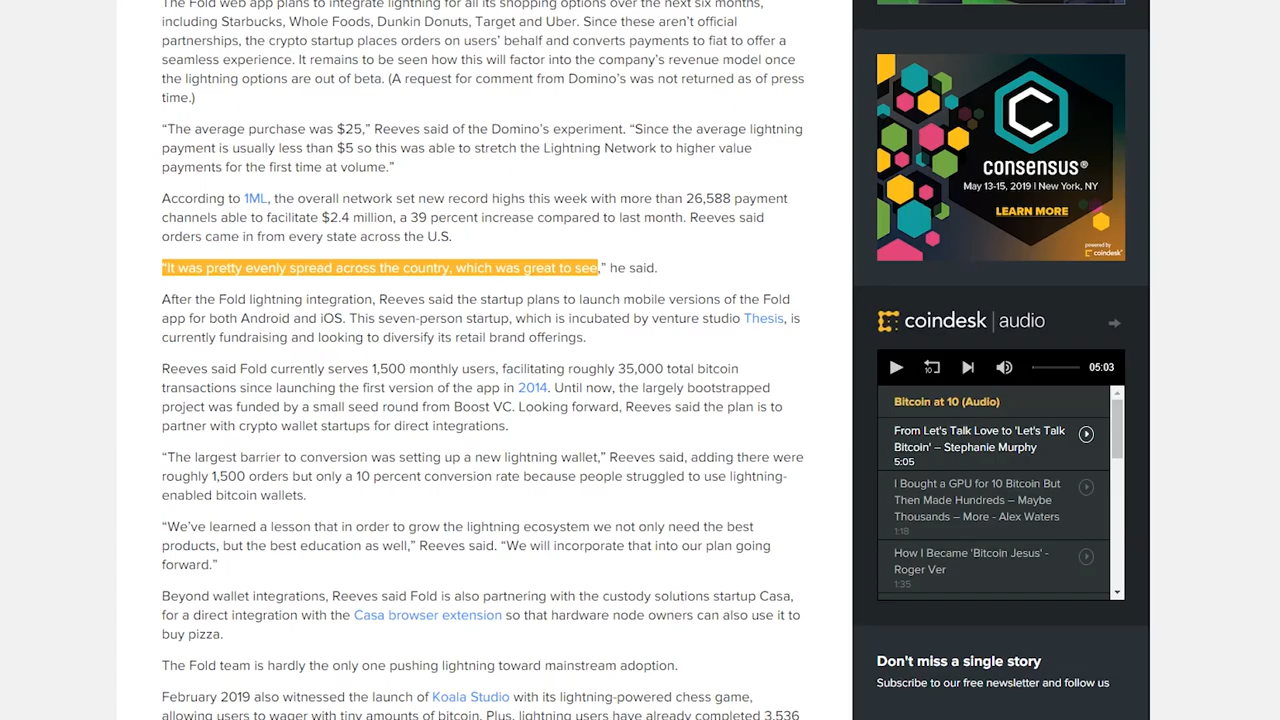 The Fold web app plans to integrate lightning for all its shopping options over the next six months,
including Starbucks, Whole Foods, Dunkin Donuts, Target and Uber. Since these aren’t official
partnerships, the crypto startup places orders on users’ behalf and converts payments to fiat to offer a
seamless experience. It remains to be seen how this will factor into the company’s revenue model once
the lightning options are out of beta. (A request for comment from Domino’s was not returned as of press
time.)
“The average purchase was $25,” Reeves said of the Domino’s experiment. “Since the average lightning
payment is usually less than $5 so this was able to stretch the Lightning Network to higher value
payments for the first time at volume.”
According to 1ML, the overall network set new record highs this week with more than 26,588 payment
channels able to facilitate $2.4 million, a 39 percent increase compared to last month. Reeves said
orders came in from every state across the U.S.
“It was pretty evenly spread across the country, which was great to see,” he said.
After the Fold lightning integration, Reeves said the startup plans to launch mobile versions of the Fold
app for both Android and iOS. This seven-person startup, which is incubated by venture studio Thesis, is
currently fundraising and looking to diversify its retail brand offerings.
Reeves said Fold currently serves 1,500 monthly users, facilitating roughly 35,000 total bitcoin
transactions since launching the first version of the app in 2014. Until now, the largely bootstrapped
project was funded by a small seed round from Boost VC. Looking forward, Reeves said the plan is to
partner with crypto wallet startups for direct integrations.
“The largest barrier to conversion was setting up a new lightning wallet,” Reeves said, adding there were
roughly 1,500 orders but only a 10 percent conversion rate because people struggled to use lightning-
enabled bitcoin wallets.
“We’ve learned a lesson that in order to grow the lightning ecosystem we not only need the best
products, but the best education as well,” Reeves said. “We will incorporate that into our plan going
forward.”
Beyond wallet integrations, Reeves said Fold is also partnering with the custody solutions startup Casa,
for a direct integration with the Casa browser extension so that hardware node owners can also use it to
buy pizza.
The Fold team is hardly the only one pushing lightning toward mainstream adoption.
February 2019 also witnessed the launch of Koala Studio with its lightning-powered chess game,
allowing users to wager with tiny amounts of bitcoin. Plus, lightning users have already completed 3,536
CONSENSUS®
May 13-15, 2019 | New York, NY
LEARN MORE
powered by
coindesk
coindesk | audio
10
05:03
Bitcoin at 10 (Audio)
From Let's Talk Love to 'Let's Talk
Bitcoin' – Stephanie Murphy
5:05
I Bought a GPU for 10 Bitcoin But
Then Made Hundreds – Maybe
Thousands – More - Alex Waters
1:18
How I Became 'Bitcoin Jesus' -
Roger Ver
1:35
Don't miss a single story
Subscribe to our free newsletter and follow us